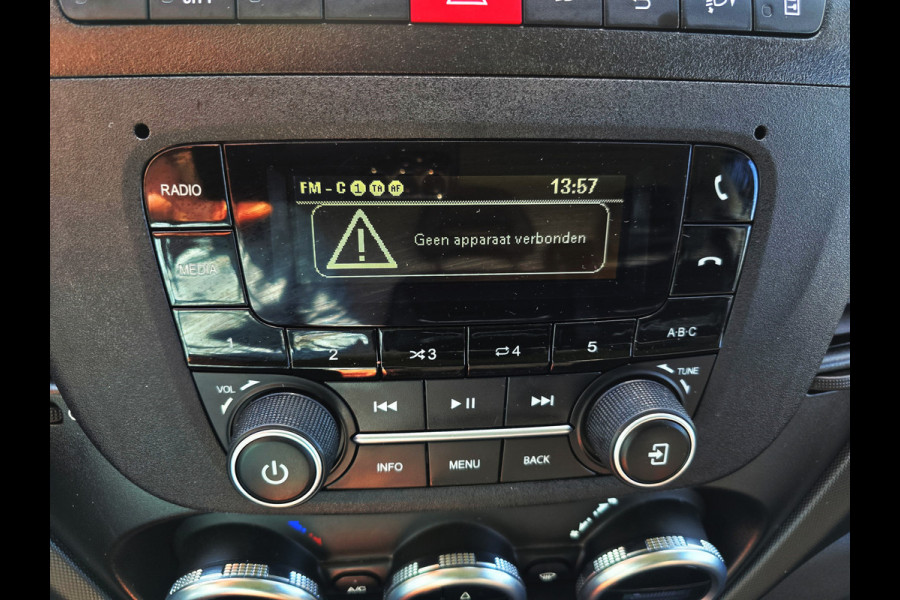 CITY
RADIO
FM - C 1 TA AF 13:57
Geen apparaat verbonden
MEDIA
1 2 3 4 5 A·B·C
VOL TUNE
INFO MENU BACK
A/C